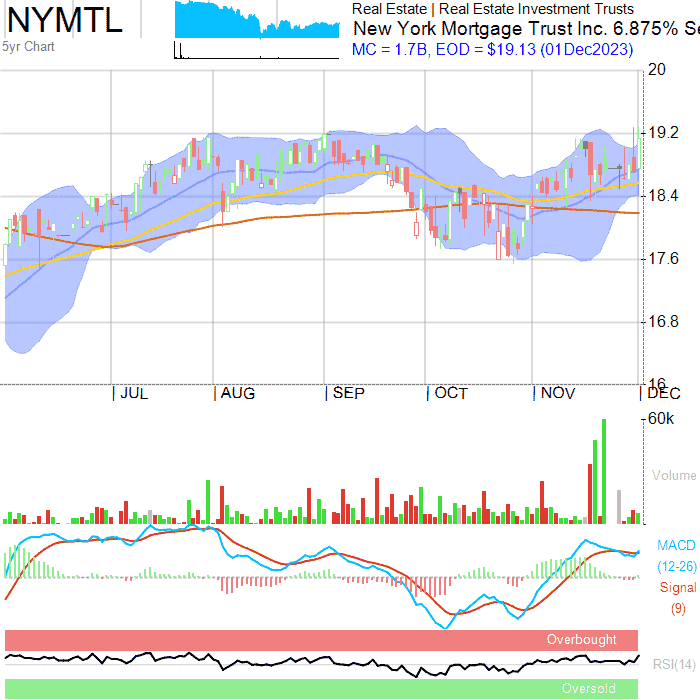 NYMTL
5yr Chart
Real Estate | Real Estate Investment Trusts
New York Mortgage Trust Inc. 6.875% Se
MC = 1.7B, EOD = $19.13 (01Dec2023)
20
19.2
18.4
17.6
16.8
16
JUL AUG SEP OCT NOV DEC
60k
Volume
MACD
(12-26)
Signal
(9)
Overbought
RSI(14)
Oversold